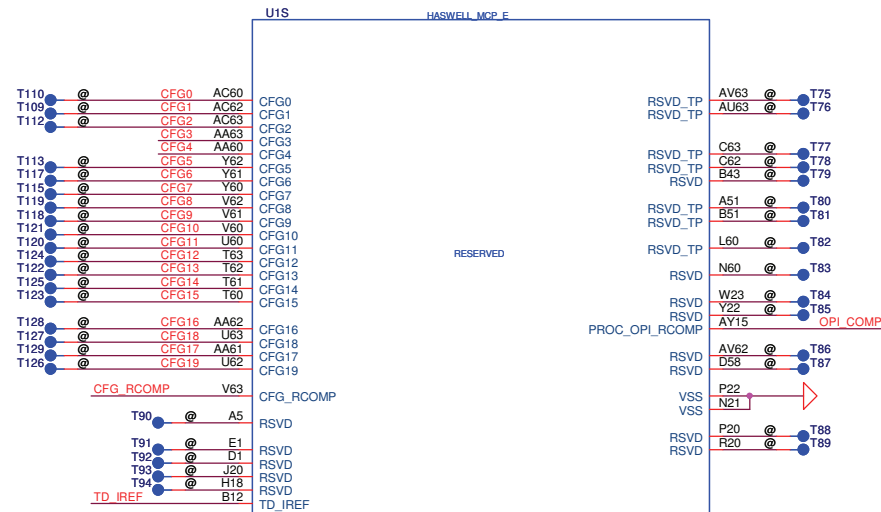 U1S HASWELL_MCP_E
T110 @ CFG0 AC60 CFG0 RSVD_TP AV63 @ T75
T109 @ CFG1 AC62 CFG1 RSVD_TP AU63 @ T76
T112 @ CFG2 AC63 CFG2
CFG3 AA63 CFG3
CFG4 AA60 CFG4 RSVD_TP C63 @ T77
T113 @ CFG5 Y62 CFG5 RSVD_TP C62 @ T78
T117 @ CFG6 Y61 CFG6 RSVD B43 @ T79
T115 @ CFG7 Y60 CFG7
T119 @ CFG8 V62 CFG8 RSVD_TP A51 @ T80
T118 @ CFG9 V61 CFG9 RSVD_TP B51 @ T81
T121 @ CFG10 V60 CFG10
T120 @ CFG11 U60 CFG11 RSVD_TP L60 @ T82
T124 @ CFG12 T63 CFG12 RESERVED
T122 @ CFG13 T62 CFG13 RSVD N60 @ T83
T125 @ CFG14 T61 CFG14
T123 @ CFG15 T60 CFG15 RSVD W23 @ T84
RSVD Y22 @ T85
T128 @ CFG16 AA62 CFG16 PROC_OPI_RCOMP AY15 OPI_COMP
T127 @ CFG18 U63 CFG18
T129 @ CFG17 AA61 CFG17 RSVD AV62 @ T86
T126 @ CFG19 U62 CFG19 RSVD D58 @ T87
CFG_RCOMP V63 CFG_RCOMP VSS P22
VSS N21
T90 @ A5 RSVD
RSVD P20 @ T88
T91 @ E1 RSVD RSVD R20 @ T89
T92 @ D1 RSVD
T93 @ J20 RSVD
T94 @ H18 RSVD
TD_IREF B12 TD_IREF